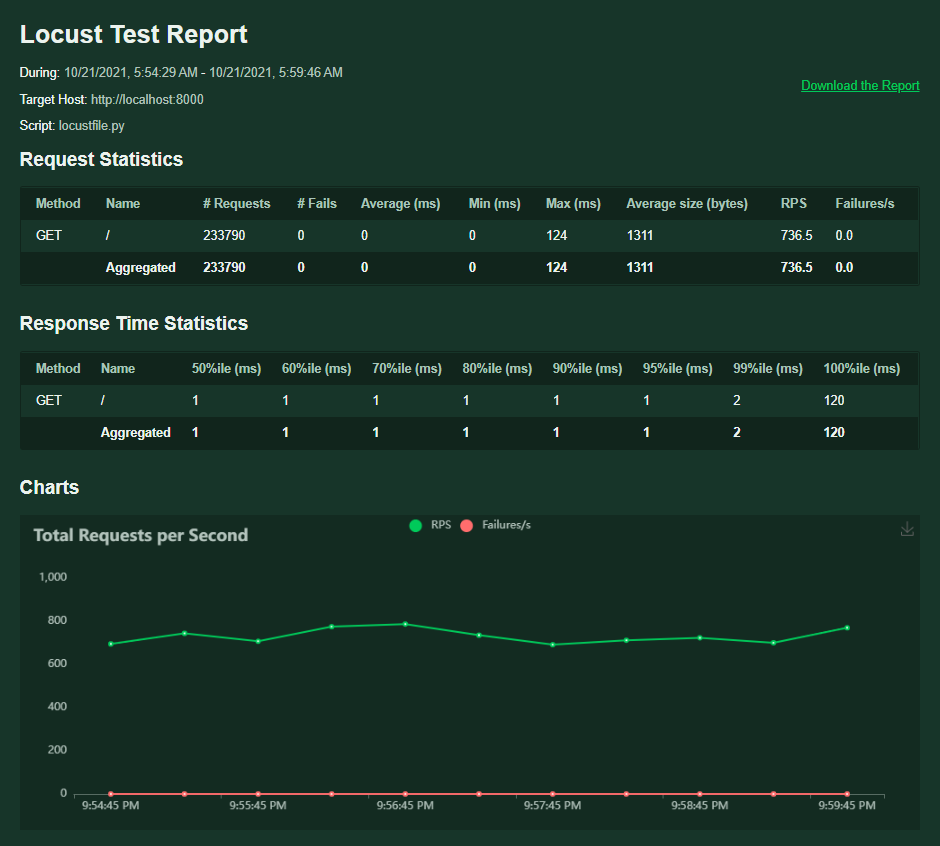 Locust Test Report
During: 10/21/2021, 5:54:29 AM - 10/21/2021, 5:59:46 AM
Download the Report
Target Host: http://localhost:8000
Script: locustfile.py
Request Statistics
Method Name # Requests # Fails Average (ms) Min (ms) Max (ms) Average size (bytes) RPS Failures/s
GET / 233790 0 0 0 124 1311 736.5 0.0
Aggregated 233790 0 0 0 124 1311 736.5 0.0
Response Time Statistics
Method Name 50%ile (ms) 60%ile (ms) 70%ile (ms) 80%ile (ms) 90%ile (ms) 95%ile (ms) 99%ile (ms) 100%ile (ms)
GET / 1 1 1 1 1 1 2 120
Aggregated 1 1 1 1 1 1 2 120
Charts
Total Requests per Second
RPS Failures/s
1,000
800
600
400
200
0
9:54:45 PM 9:55:45 PM 9:56:45 PM 9:57:45 PM 9:58:45 PM 9:59:45 PM